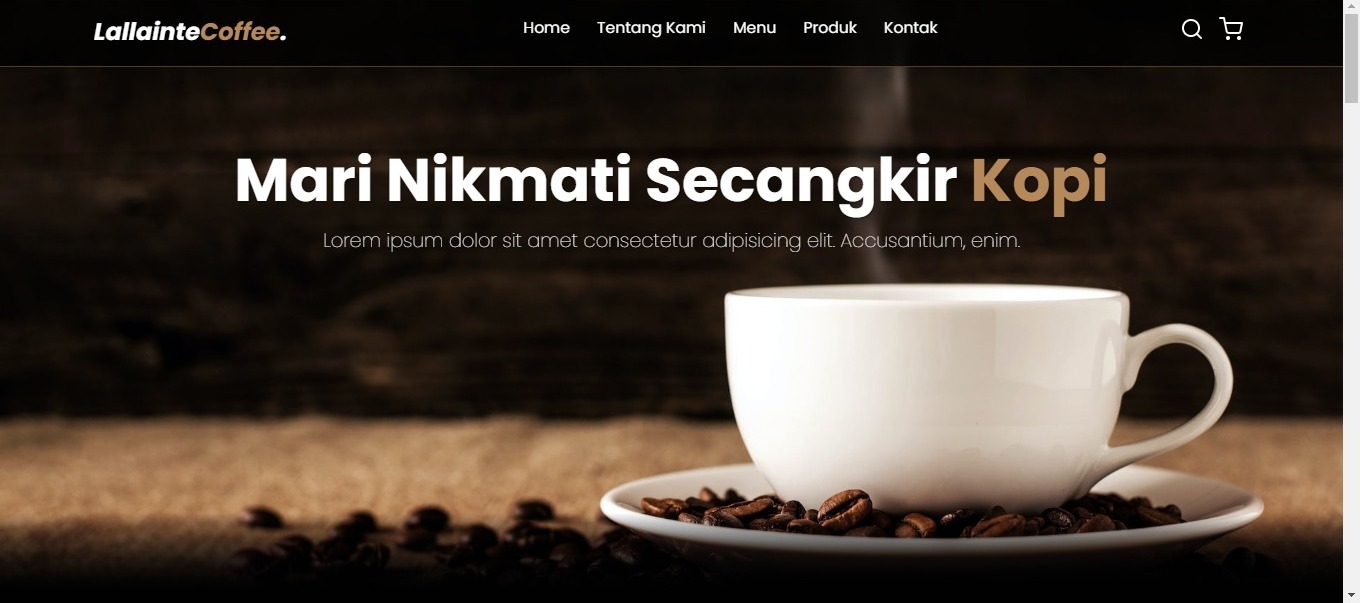 LallainteCoffee.
Home Tentang Kami Menu Produk Kontak
Mari Nikmati Secangkir Kopi
Lorem ipsum dolor sit amet consectetur adipisicing elit. Accusantium, enim.